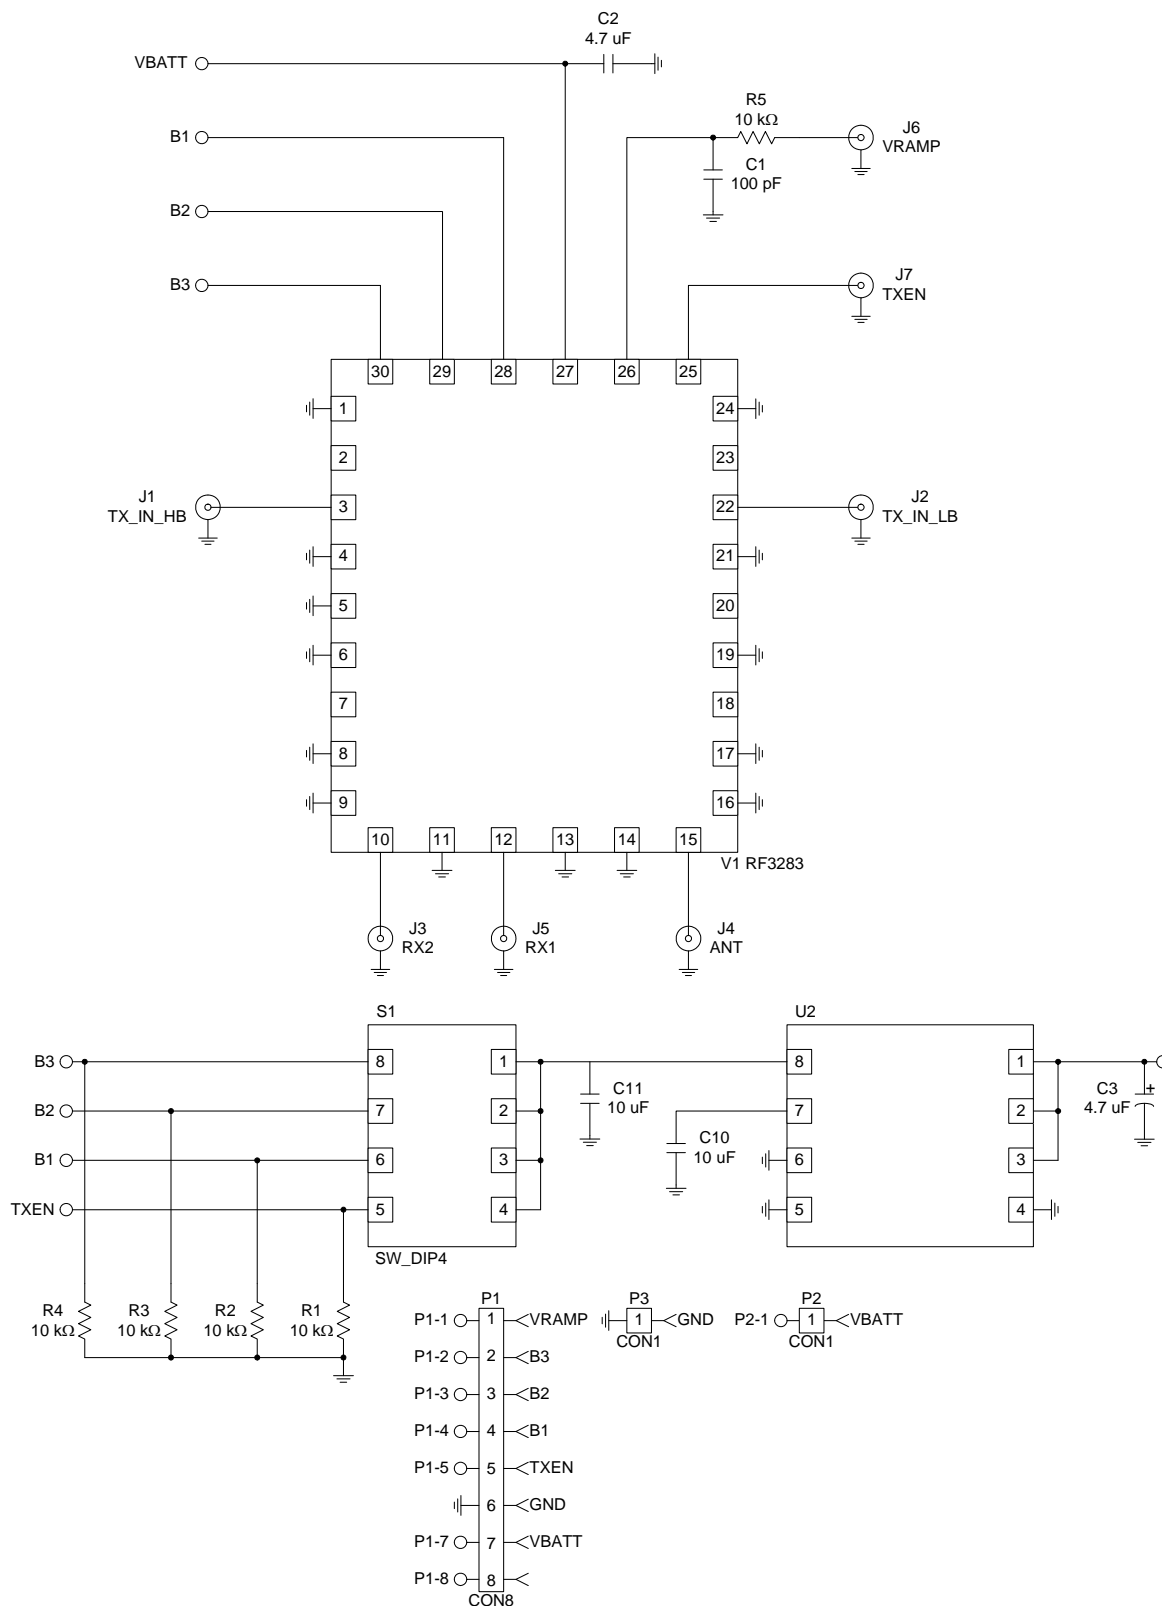 C2
4.7 uF
VBATT
R5
10 kΩ
B1
J6
VRAMP
C1
100 pF
B2
B3
J7
TXEN
30 29 28 27 26 25
1 24
2 23
J1
TX_IN_HB
3 22
J2
TX_IN_LB
4 21
5 20
6 19
7 18
8 17
9 16
10 11 12 13 14 15
V1 RF3283
J3
RX2
J5
RX1
J4
ANT
S1
U2
B3 8 1 8 1
C11
10 uF
C3 +
4.7 uF
B2 7 2 7 2
C10
10 uF
B1 6 3 6 3
TXEN 5 4 5 4
SW_DIP4
R4
10 kΩ
R3
10 kΩ
R2
10 kΩ
R1
10 kΩ
P1
P1-1 1 VRAMP
P1-2 2 B3
P1-3 3 B2
P1-4 4 B1
P1-5 5 TXEN
6 GND
P1-7 7 VBATT
P1-8 8
CON8
P3
1 GND
CON1
P2
P2-1 1 VBATT
CON1